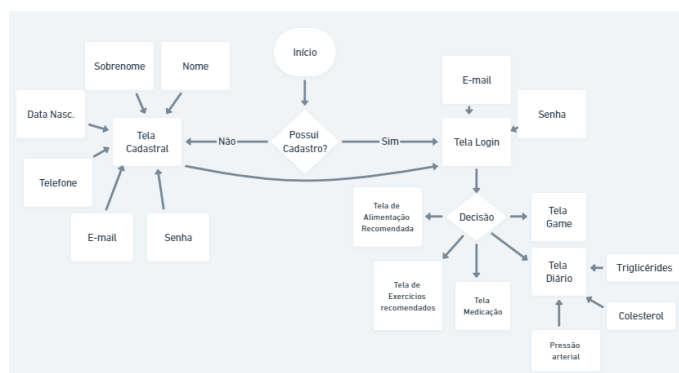 Início
Sobrenome
Nome
E-mail
Data Nasc.
Senha
Tela
Cadastral
Não
Possui
Cadastro?
Sim
Tela Login
Telefone
E-mail
Senha
Tela de
Alimentação
Recomendada
Decisão
Tela
Game
Tela de
Exercícios
recomendados
Tela
Medicação
Tela
Diário
Triglicérides
Colesterol
Pressão
arterial